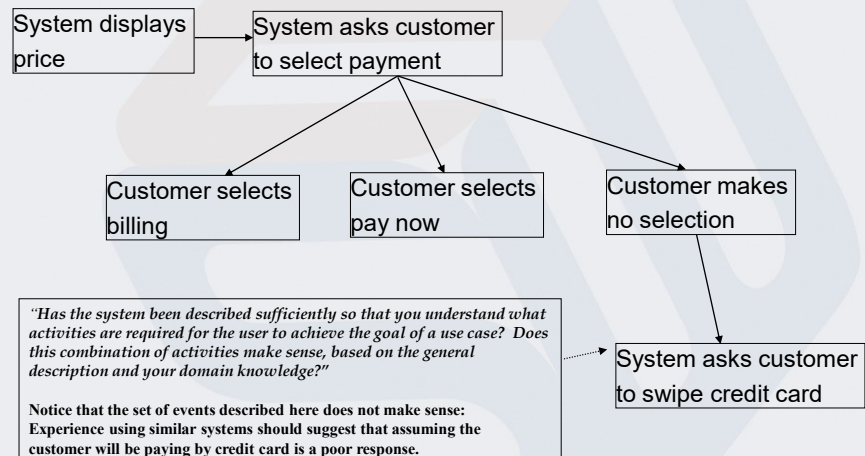 System displays
price
System asks customer
to select payment
Customer selects
billing
Customer selects
pay now
Customer makes
no selection
"Has the system been described sufficiently so that you understand what
activities are required for the user to achieve the goal of a use case?  Does
this combination of activities make sense, based on the general
description and your domain knowledge?"
Notice that the set of events described here does not make sense:
Experience using similar systems should suggest that assuming the
customer will be paying by credit card is a poor response.
System asks customer
to swipe credit card